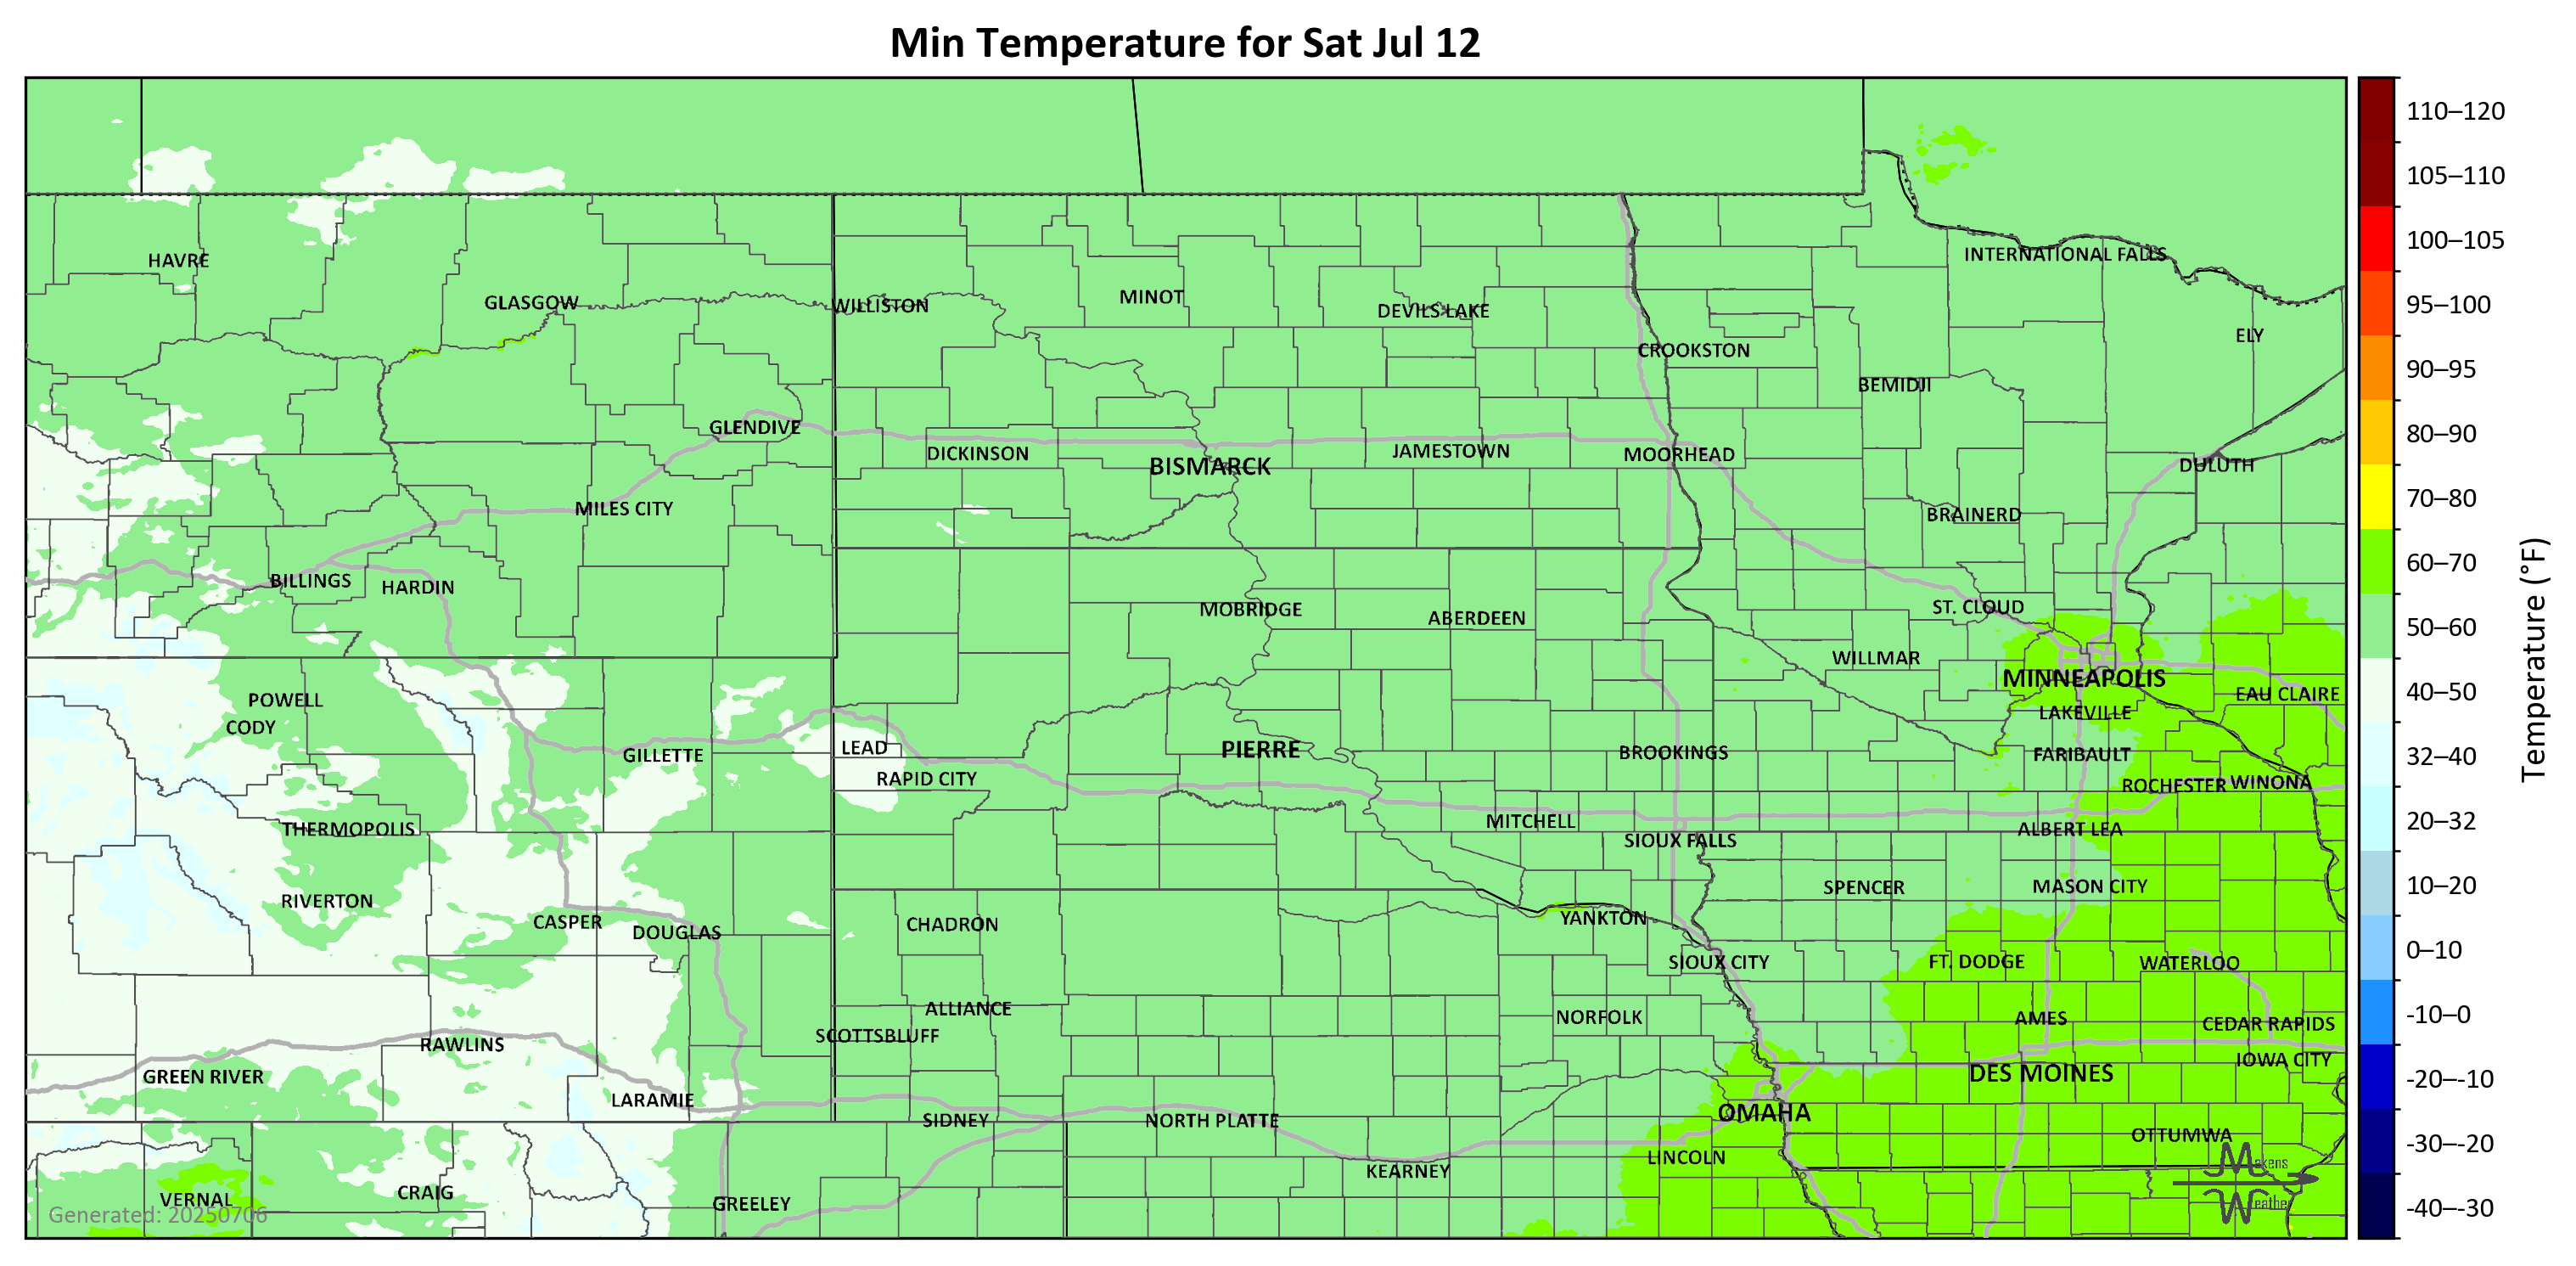 Min Temperature for Sat Jul 12
110–120
105–110
100–105
95–100
90–95
80–90
70–80
60–70
50–60
40–50
32–40
20–32
10–20
0–10
-10–0
-20–-10
-30–-20
-40–-30
Temperature (°F)
HAVRE
GLASGOW
WILLISTON
MINOT
DEVILS LAKE
INTERNATIONAL FALLS
ELY
CROOKSTON
BEMIDJI
GLENDIVE
DICKINSON
BISMARCK
JAMESTOWN
MOORHEAD
DULUTH
MILES CITY
BRAINERD
BILLINGS
HARDIN
MOBRIDGE
ABERDEEN
ST. CLOUD
WILLMAR
MINNEAPOLIS
EAU CLAIRE
POWELL
CODY
LAKEVILLE
GILLETTE
LEAD
PIERRE
BROOKINGS
FARIBAULT
RAPID CITY
ROCHESTER
WINONA
THERMOPOLIS
MITCHELL
SIOUX FALLS
ALBERT LEA
RIVERTON
SPENCER
MASON CITY
CASPER
DOUGLAS
CHADRON
YANKTON
SIOUX CITY
FT. DODGE
WATERLOO
ALLIANCE
NORFOLK
AMES
CEDAR RAPIDS
RAWLINS
SCOTTSBLUFF
IOWA CITY
GREEN RIVER
DES MOINES
LARAMIE
SIDNEY
NORTH PLATTE
OMAHA
OTTUMWA
LINCOLN
KEARNEY
VERNAL
CRAIG
GREELEY
Generated: 20250706
Makens
Weather